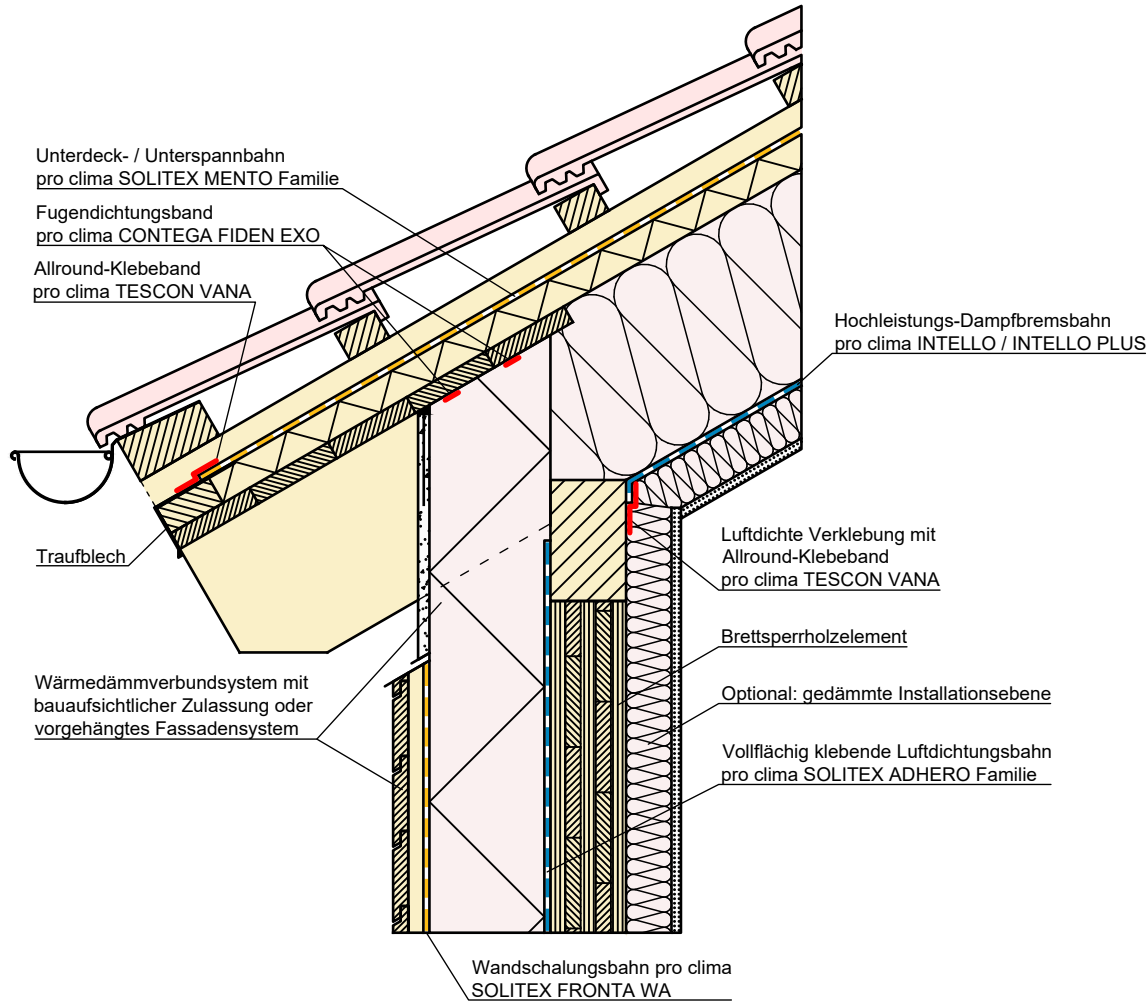 Unterdeck- / Unterspannbahn
pro clima SOLITEX MENTO Familie
Fugendichtungsband
pro clima CONTEGA FIDEN EXO
Allround-Klebeband
pro clima TESCON VANA
Hochleistungs-Dampfbremsbahn
pro clima INTELLO / INTELLO PLUS
Traufblech
Luftdichte Verklebung mit
Allround-Klebeband
pro clima TESCON VANA
Brettsperrholzelement
Wärmedämmverbundsystem mit
bauaufsichtlicher Zulassung oder
vorgehängtes Fassadensystem
Optional: gedämmte Installationsebene
Vollflächig klebende Luftdichtungsbahn
pro clima SOLITEX ADHERO Familie
Wandschalungsbahn pro clima
SOLITEX FRONTA WA